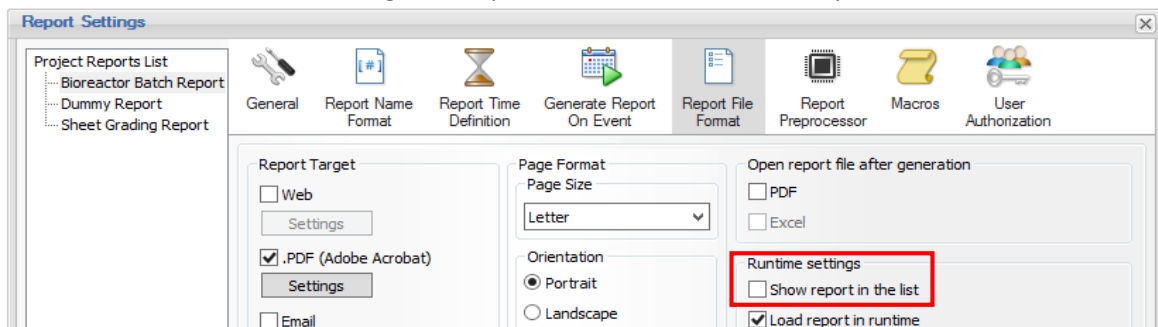 Report Settings
Project Reports List
Bioreactor Batch Report
Dummy Report
Sheet Grading Report
General
Report Name
Format
Report Time
Definition
Generate Report
On Event
Report File
Format
Report
Preprocessor
Macros
User
Authorization
Report Target
Web
Settings
.PDF (Adobe Acrobat)
Settings
Email
Page Format
Page Size
Letter
Orientation
Portrait
Landscape
Open report file after generation
PDF
Excel
Runtime settings
Show report in the list
Load report in runtime